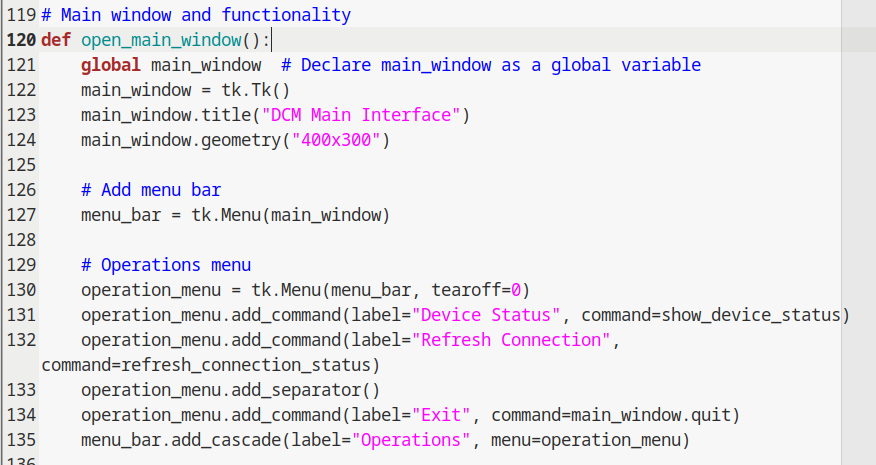 119 # Main window and functionality
120 def open_main_window():
121     global main_window  # Declare main_window as a global variable
122     main_window = tk.Tk()
123     main_window.title("DCM Main Interface")
124     main_window.geometry("400x300")
125
126     # Add menu bar
127     menu_bar = tk.Menu(main_window)
128
129     # Operations menu
130     operation_menu = tk.Menu(menu_bar, tearoff=0)
131     operation_menu.add_command(label="Device Status", command=show_device_status)
132     operation_menu.add_command(label="Refresh Connection",
command=refresh_connection_status)
133     operation_menu.add_separator()
134     operation_menu.add_command(label="Exit", command=main_window.quit)
135     menu_bar.add_cascade(label="Operations", menu=operation_menu)
136